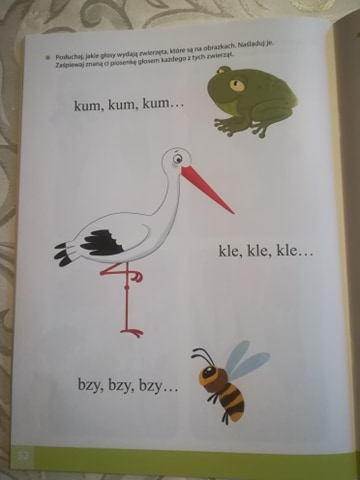 Posłuchaj, jakie głosy wydają zwierzęta, które są na obrazkach. Naśladuj je.
Zaśpiewaj znaną ci piosenkę głosem każdego z tych zwierząt.
kum, kum, kum...
kle, kle, kle...
bzy, bzy, bzy...
52